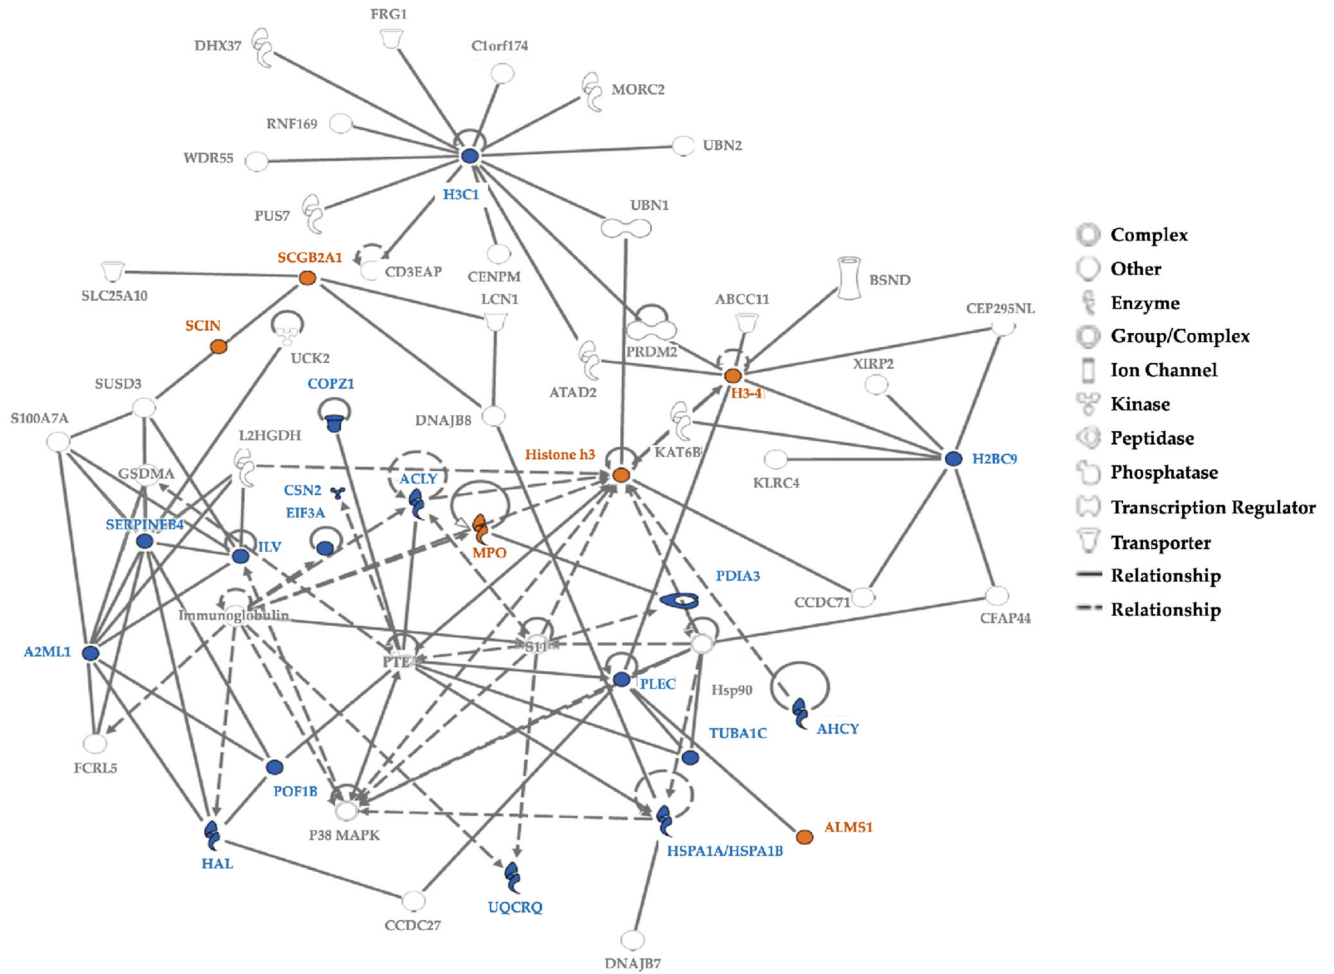 FRG1
DHX37
C1orf174
MORC2
RNF169
UBN2
WDR55
H3C1
PUS7
UBN1
Complex
SCGB2A1
CD3EAP
CENPM
BSND
Other
SLC25A10
LCN1
ABCC11
CEP295NL
Enzyme
SCIN
UCK2
PRDM2
XIRP2
Group/Complex
SUSD3
COPZ1
ATAD2
H3-4
Ion Channel
S100A7A
DNAJB8
Kinase
L2HGDH
Histone h3
KAT6B
H2BC9
Peptidase
GSDMA
CSN2
ACLY
KLRC4
Phosphatase
EIF3A
Transcription Regulator
SERPINEB4
ILV
MPO
Transporter
PDIA3
Relationship
Immunoglobulin
CCDC71
CFAP44
Relationship
A2ML1
S11
Hsp90
PLEC
TUBA1C
AHCY
FCRL5
POF1B
P38 MAPK
ALMS1
HAL
HSPA1A/HSPA1B
UQCRQ
CCDC27
DNAJB7